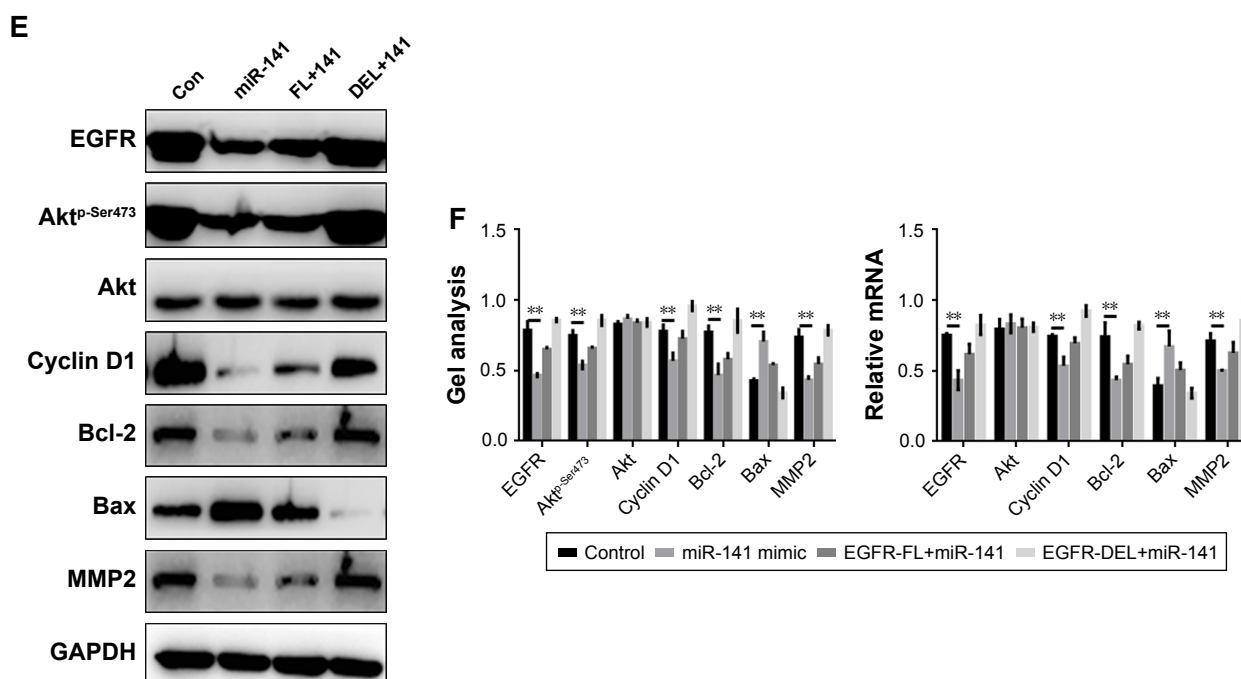 E
Con miR-141 FL+141 DEL+141
EGFR
Aktp-Ser473
Akt
Cyclin D1
Bcl-2
Bax
MMP2
GAPDH
F
Gel analysis
1.5
1.0
0.5
0.0
** ** ** ** ** **
EGFR Aktp-Ser473 Akt Cyclin D1 Bcl-2 Bax MMP2
Relative mRNA
1.5
1.0
0.5
0.0
** ** ** ** **
EGFR Akt Cyclin D1 Bcl-2 Bax MMP2
Control miR-141 mimic EGFR-FL+miR-141 EGFR-DEL+miR-141